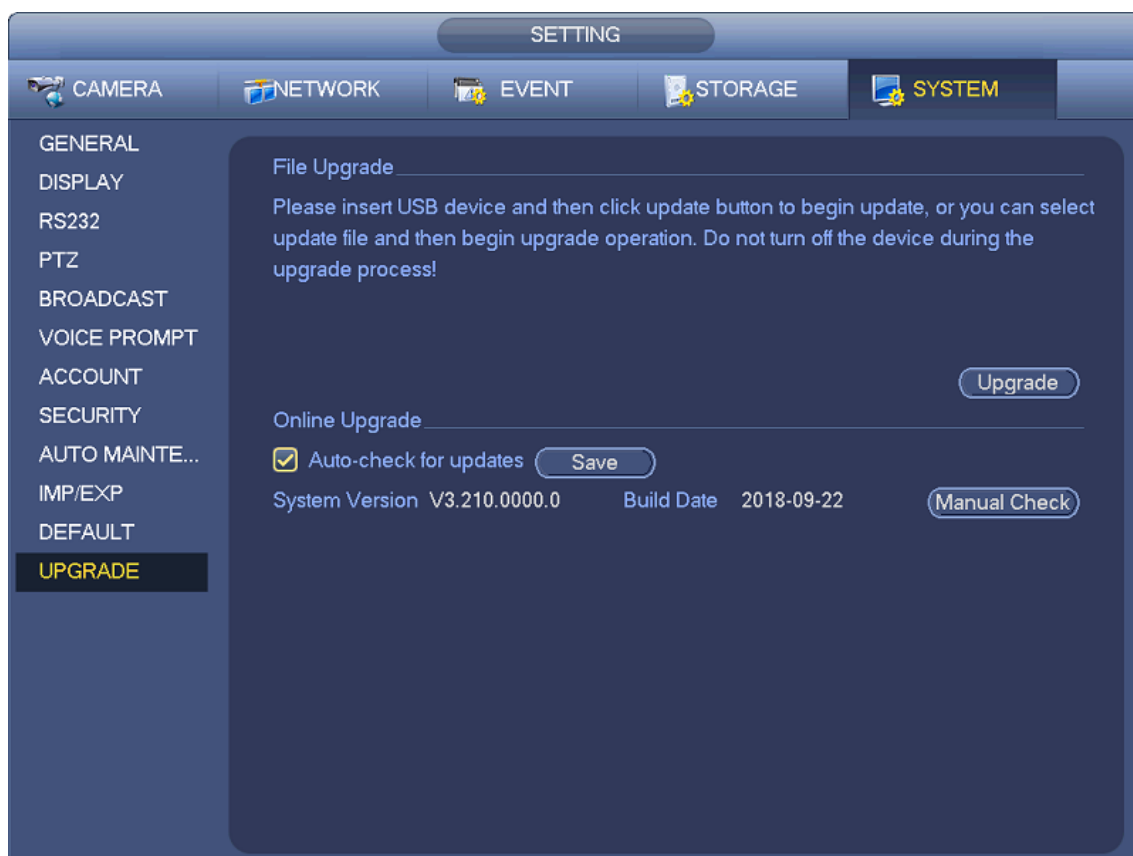 SETTING
CAMERA NETWORK EVENT STORAGE SYSTEM
GENERAL
DISPLAY
RS232
PTZ
BROADCAST
VOICE PROMPT
ACCOUNT
SECURITY
AUTO MAINTE...
IMP/EXP
DEFAULT
UPGRADE
File Upgrade
Please insert USB device and then click update button to begin update, or you can select
update file and then begin upgrade operation. Do not turn off the device during the
upgrade process!
Upgrade
Online Upgrade
Auto-check for updates Save
System Version V3.210.0000.0 Build Date 2018-09-22 Manual Check